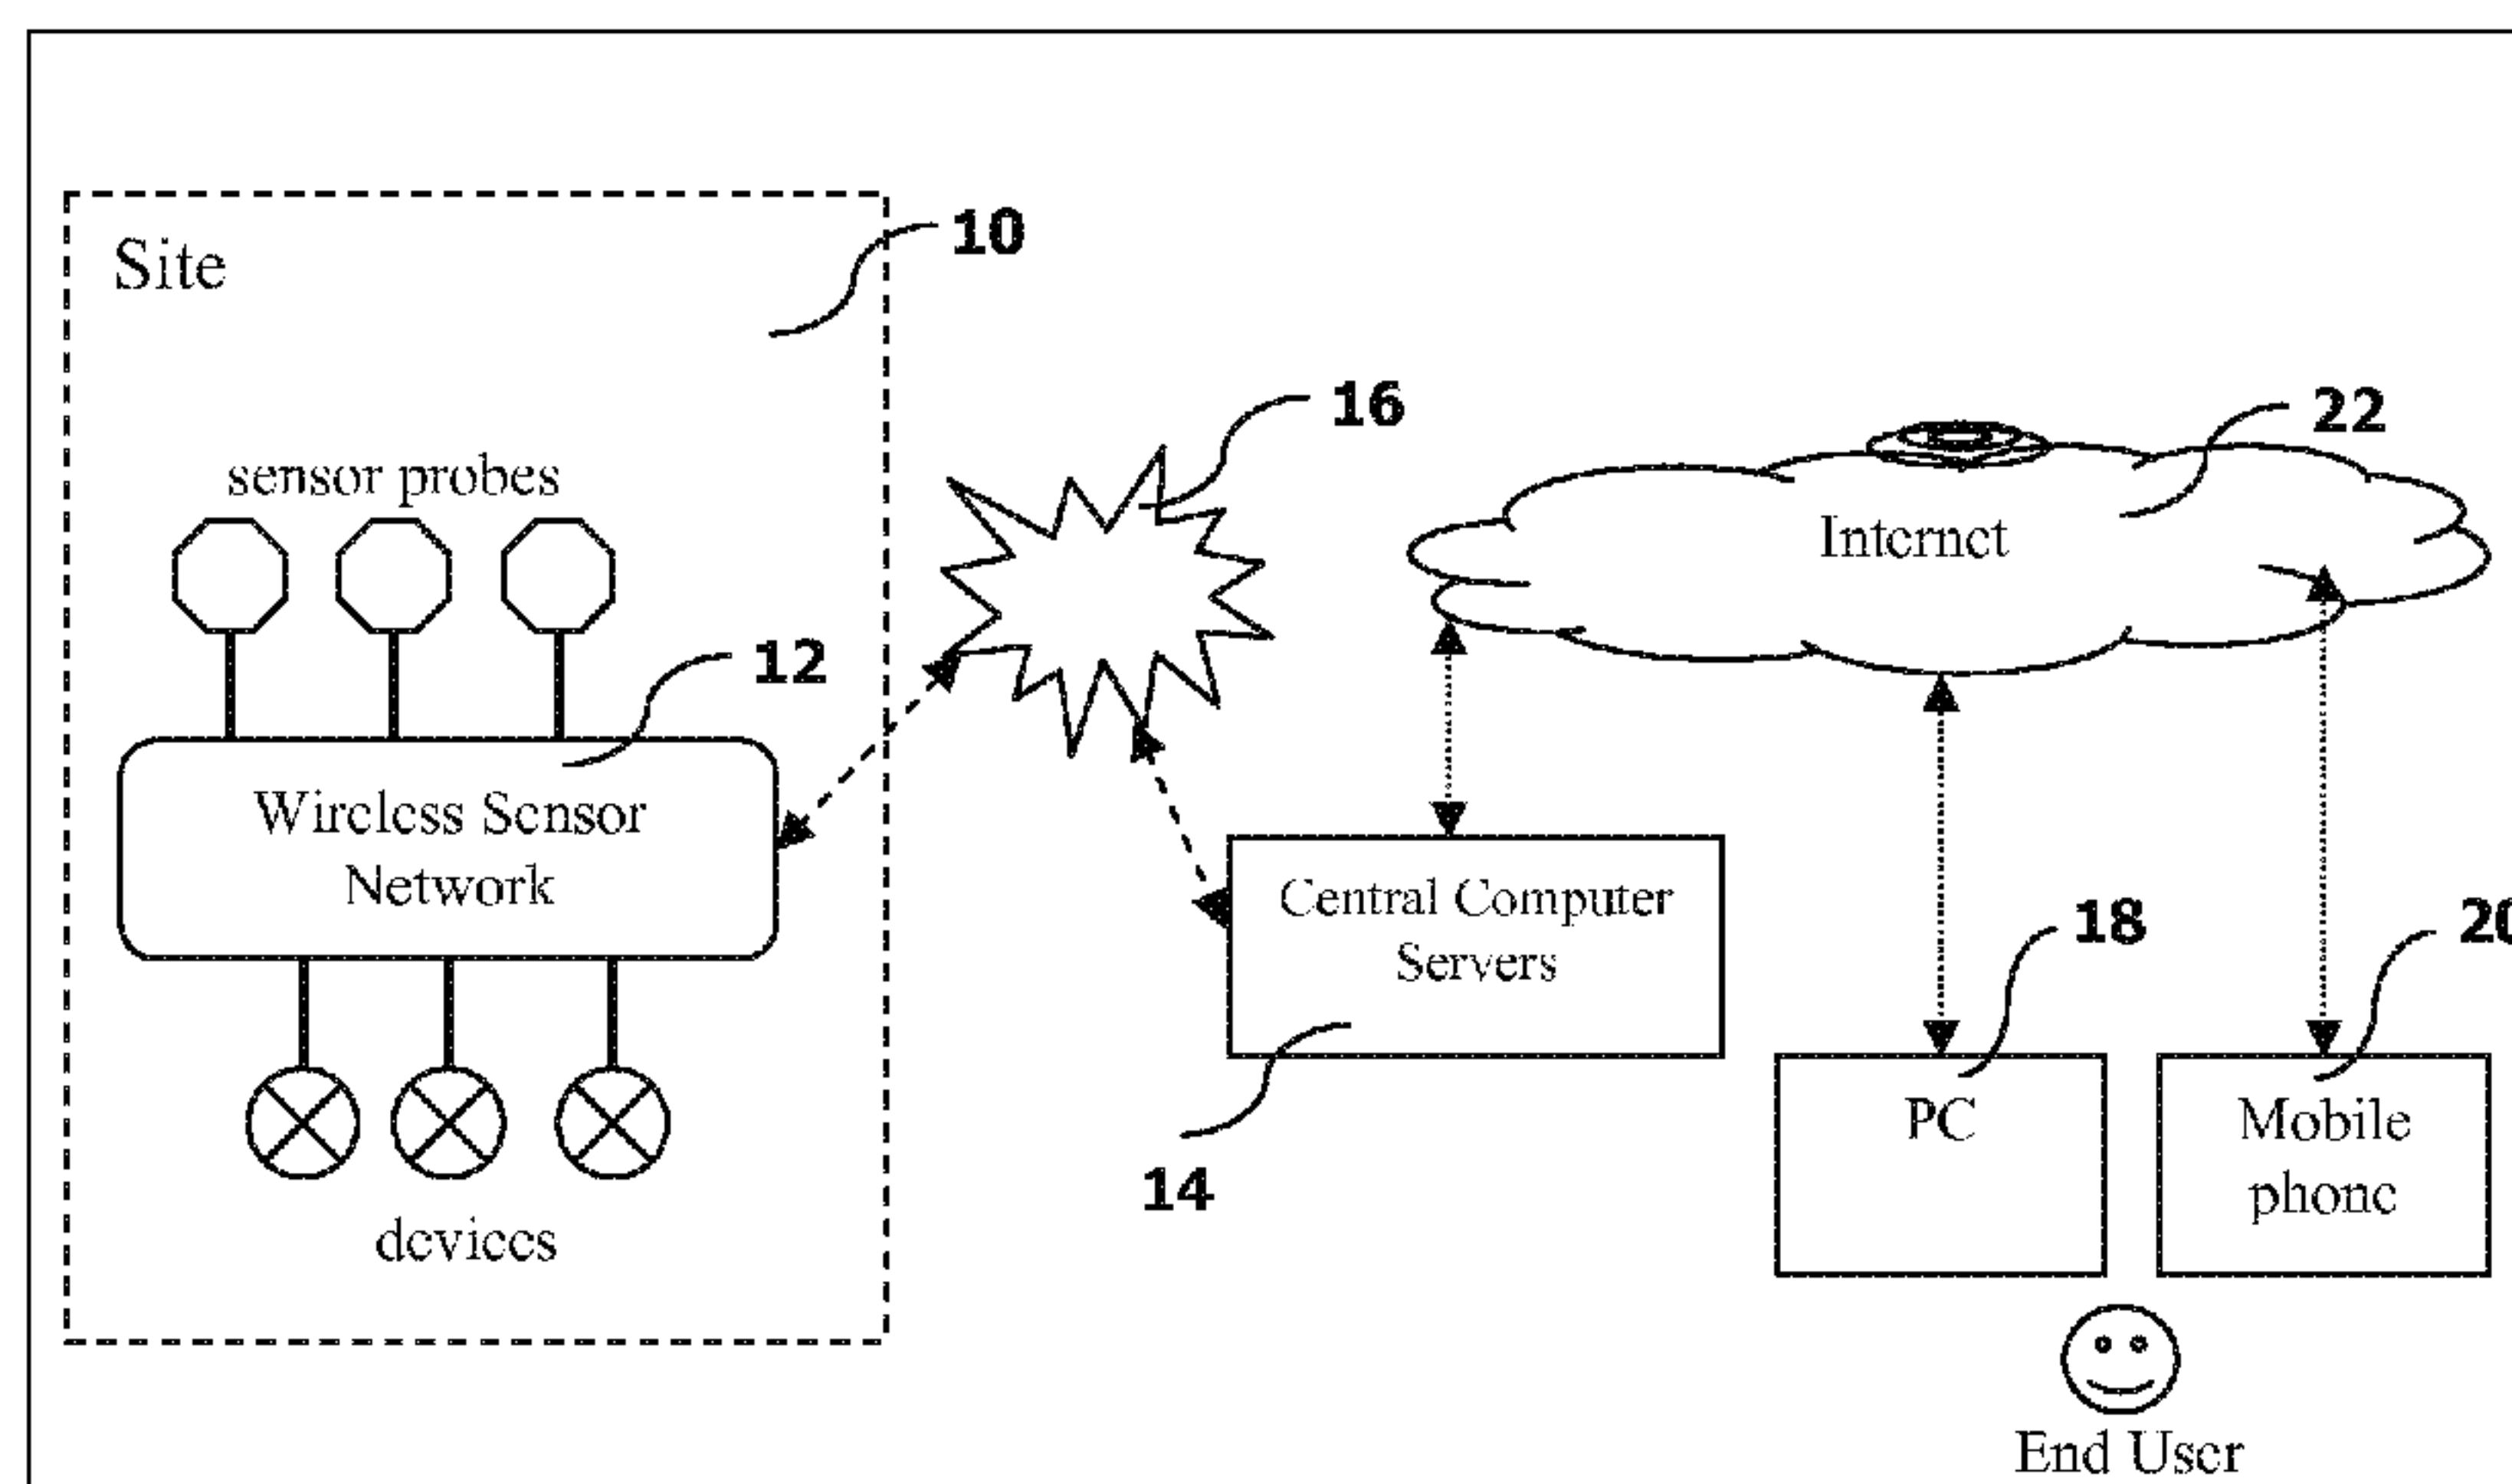 Site
10
16
22
sensor probes
Internet
12
Wireless Sensor
Network
Central Computer
Servers
18
20
PC
Mobile
phone
14
devices
End User